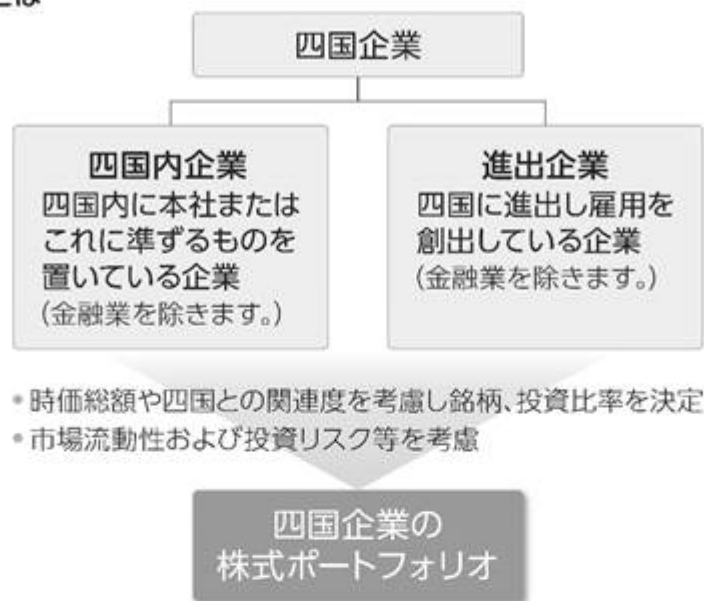 とは
四国企業
四国内企業
四国内に本社または
これに準ずるものを
置いている企業
(金融業を除きます。)
進出企業
四国に進出し雇用を
創出している企業
(金融業を除きます。)
• 時価総額や四国との関連度を考慮し銘柄、投資比率を決定
• 市場流動性および投資リスク等を考慮
四国企業の
株式ポートフォリオ